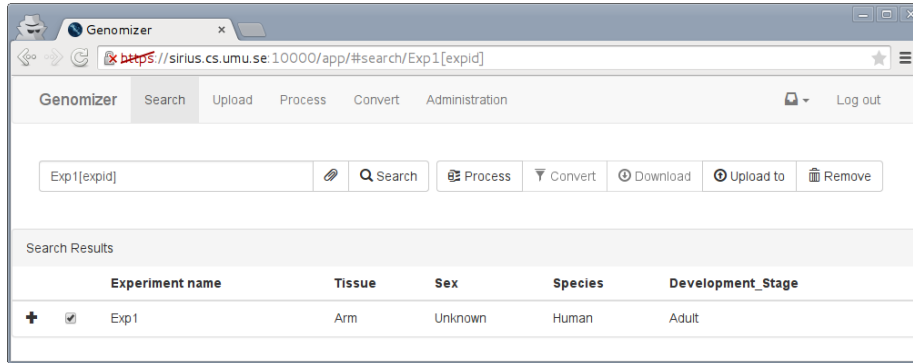 Genomizer
https://sirius.cs.umu.se:10000/app/#search/Exp1[expid]
Genomizer Search Upload Process Convert Administration Log out
Exp1[expid] Search Process Convert Download Upload to Remove
Search Results
Experiment name Tissue Sex Species Development_Stage
Exp1 Arm Unknown Human Adult